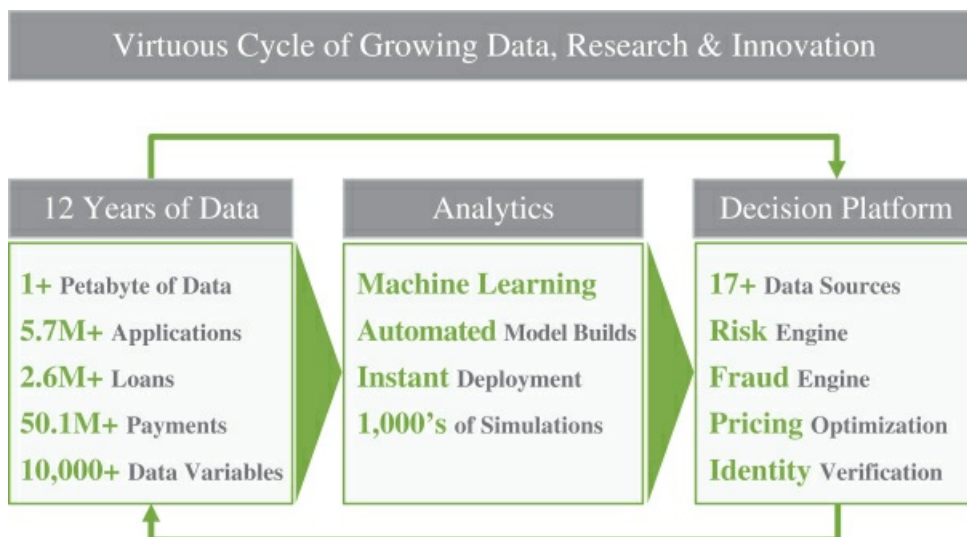 Virtuous Cycle of Growing Data, Research & Innovation
12 Years of Data
1+ Petabyte of Data
5.7M+ Applications
2.6M+ Loans
50.1M+ Payments
10,000+ Data Variables
Analytics
Machine Learning
Automated Model Builds
Instant Deployment
1,000’s of Simulations
Decision Platform
17+ Data Sources
Risk Engine
Fraud Engine
Pricing Optimization
Identity Verification